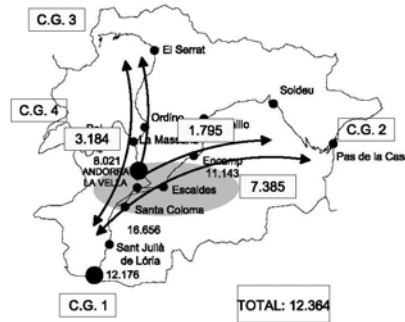 C.G. 3
El Serrat
Soldeu
C.G. 4
Ordino
1.795
3.184
La Massana
C.G. 2
8.021
Encamp
Pas de la Cas
ANDORRA
LA VELLA
11.143
Escaldes
7.385
Santa Coloma
16.656
Sant Julià
de Lòria
12.176
C.G. 1
TOTAL: 12.364